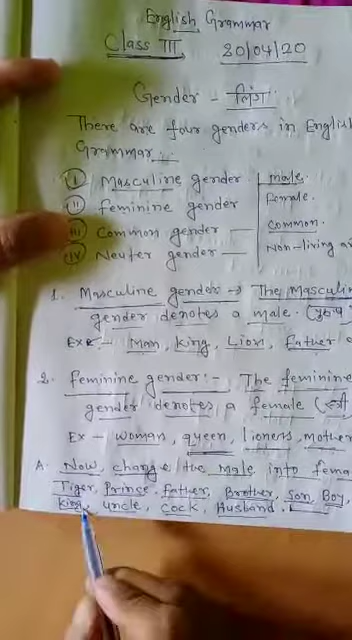 English Grammar
Class III 20/04/20
Gender - लिंग
There are four genders in English
Grammar
I Masculine gender male.
II feminine gender Female.
III Common gender Common.
IV Neuter gender Non-living
1. Masculine gender → The Masculin
gender denotes a male. (पुरुष
Ex - Man, King, Lion, Father
2. Feminine gender:- The feminine
gender denotes a female (स्त्री
Ex - woman, queen, lioness, mother
A. Now, change the male into fema
Tiger, Prince, Father, Brother, Son, Boy,
King, uncle, cock, Husband.